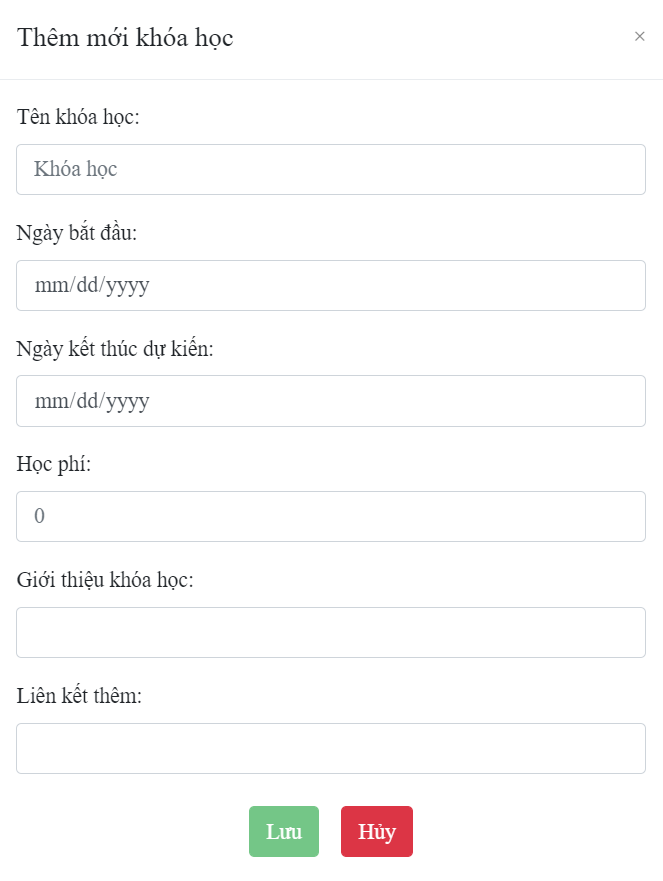 Thêm mới khóa học ×
Tên khóa học:
Khóa học
Ngày bắt đầu:
mm/dd/yyyy
Ngày kết thúc dự kiến:
mm/dd/yyyy
Học phí:
0
Giới thiệu khóa học:
Liên kết thêm:
Lưu Hủy